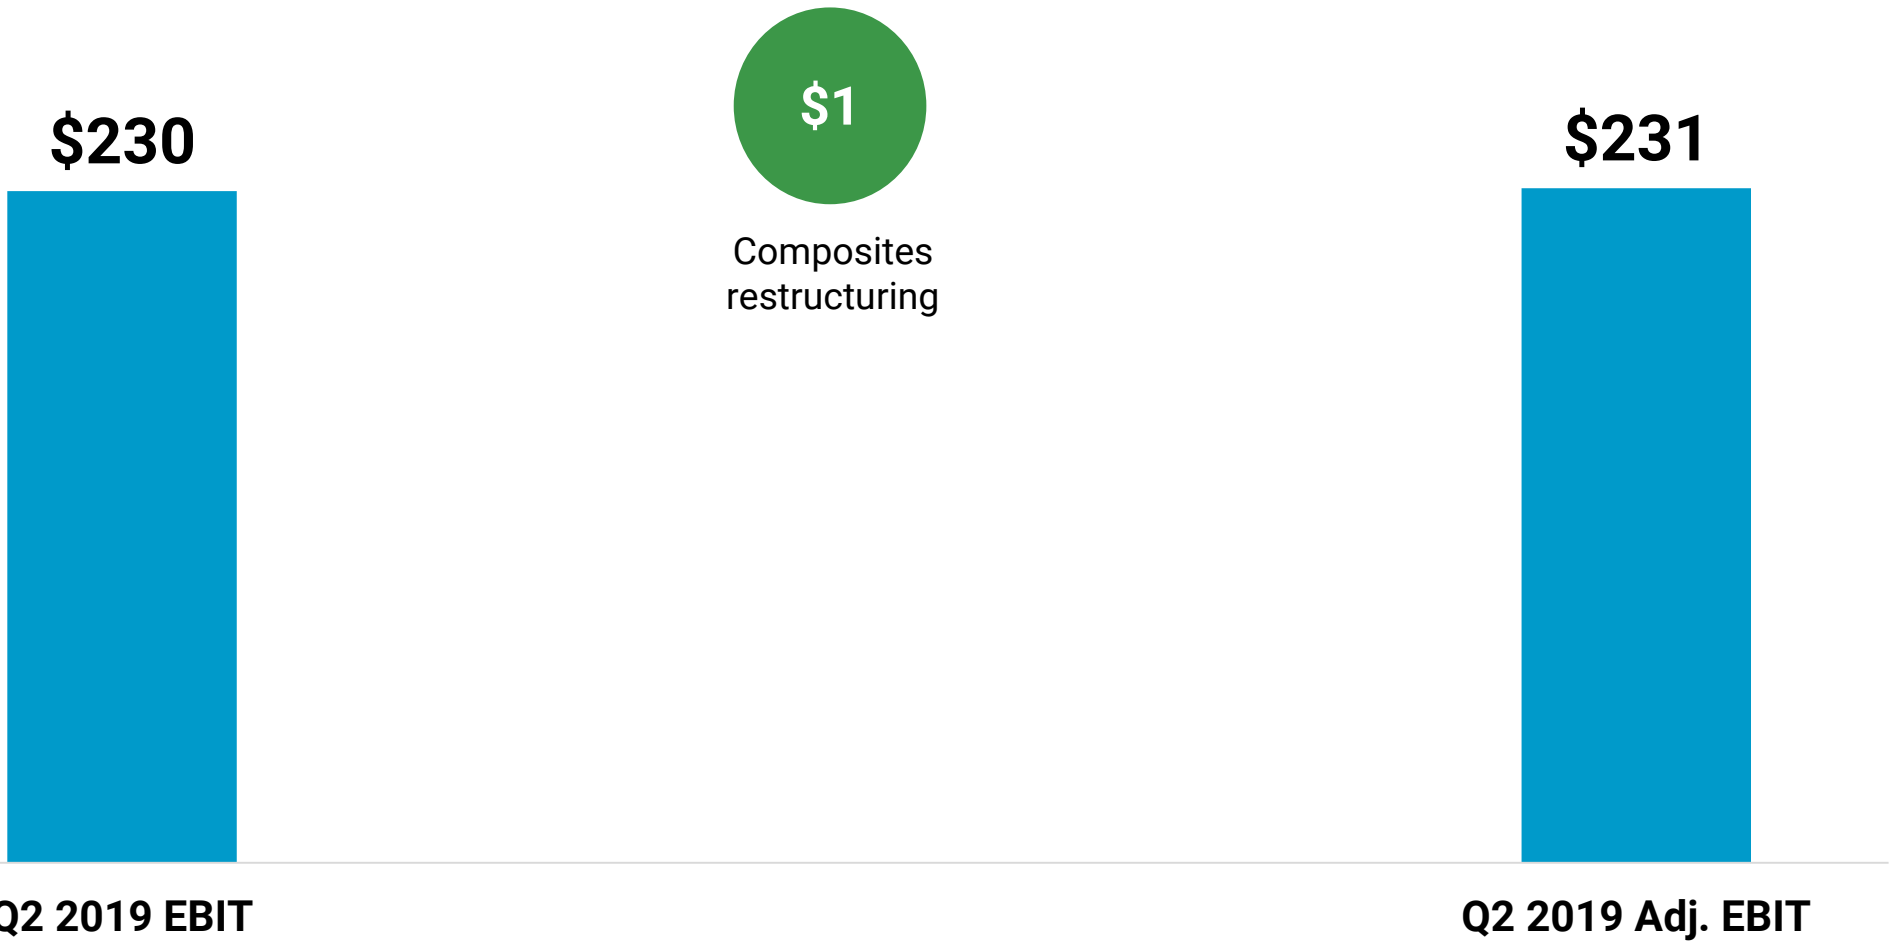 $1
$230
$231
Composites
restructuring
Q2 2019 EBIT
Q2 2019 Adj. EBIT